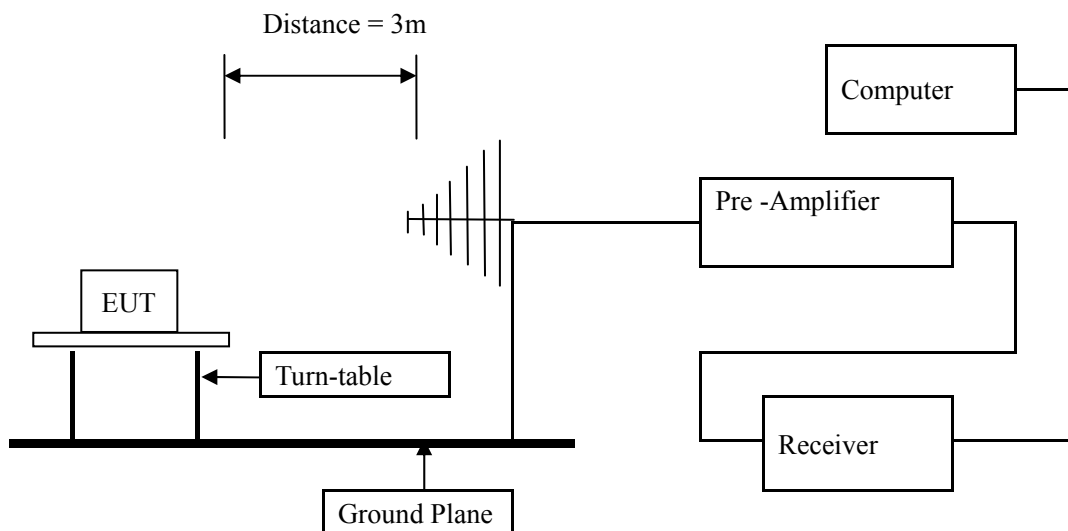 Distance = 3m
Computer
Pre -Amplifier
EUT
Turn-table
Receiver
Ground Plane